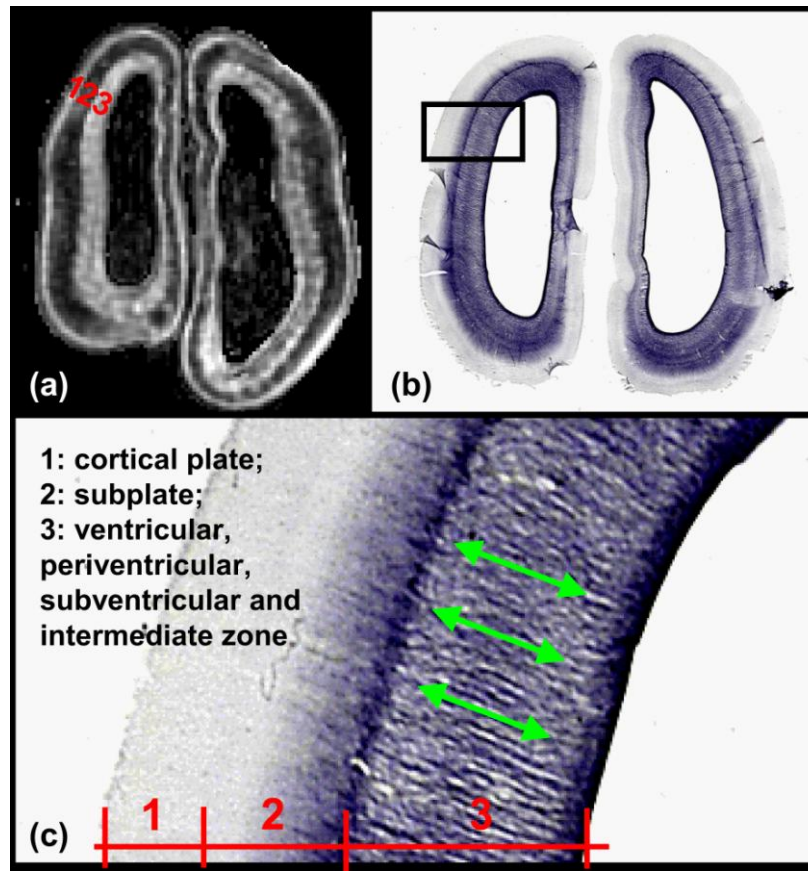 123
(a)
(b)
1: cortical plate;
2: subplate;
3: ventricular,
periventricular,
subventricular and
intermediate zone
(c)
1 2 3